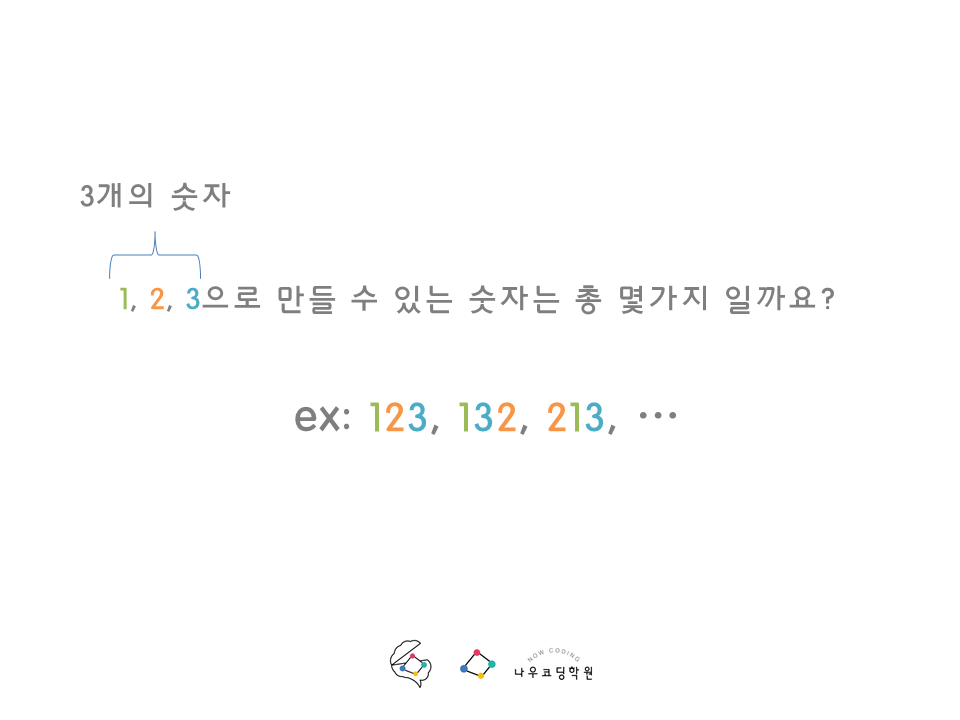 3개의 숫자
1, 2, 3으로 만들 수 있는 숫자는 총 몇가지 일까요?
ex: 123, 132, 213, …
NOW CODING
나우코딩학원